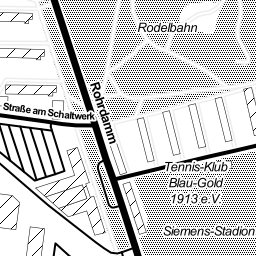 Rodelbahn
Rohrdamm
Straße am Schaltwerk
Tennis-Klub
Blau-Gold
1913 e.V.
Siemens-Stadion